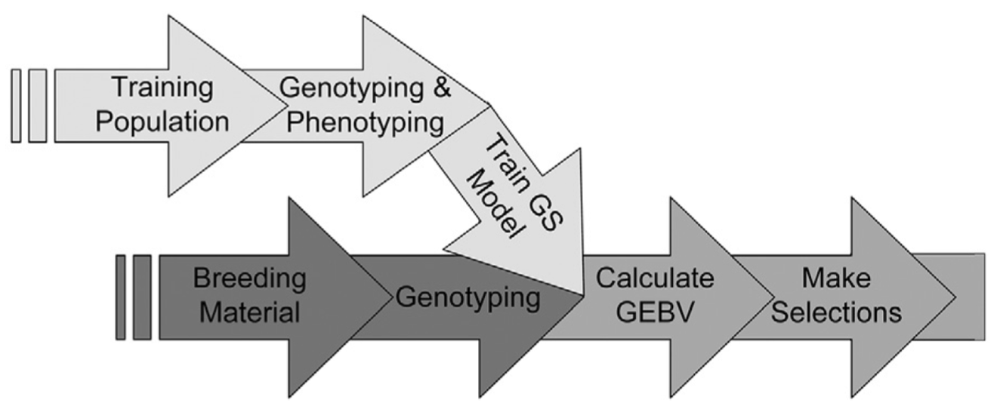 Training
Population
Genotyping &
Phenotyping
Train GS
Model
Breeding
Material
Genotyping
Calculate
GEBV
Make
Selections